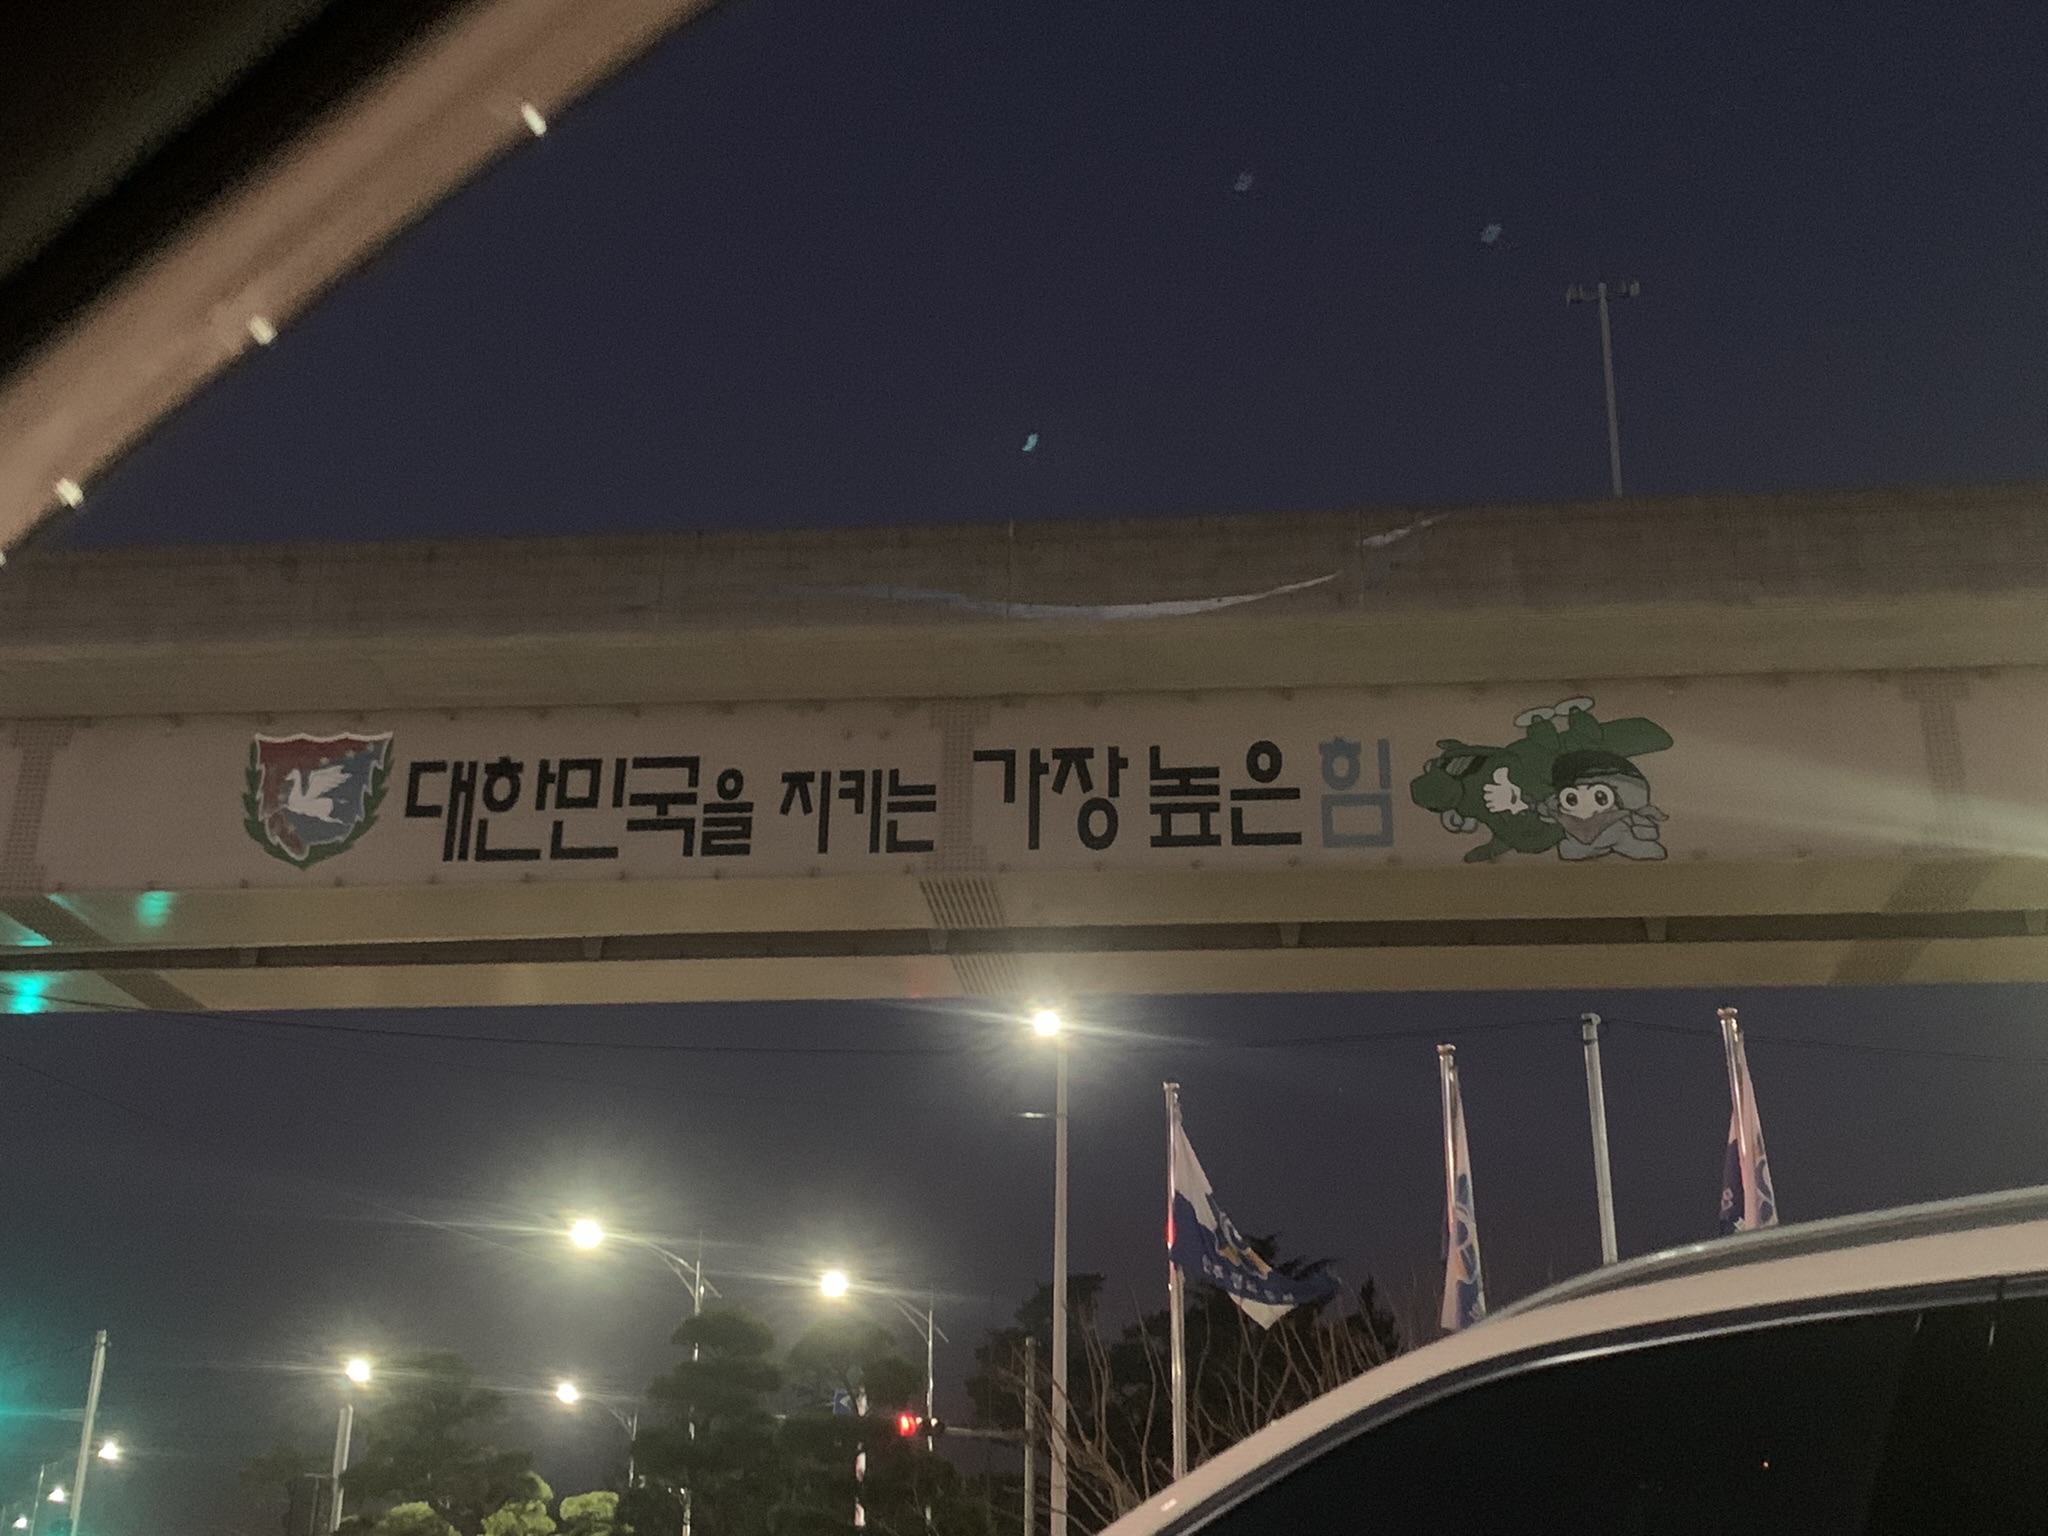 대한민국을 지키는 가장 높은 힘